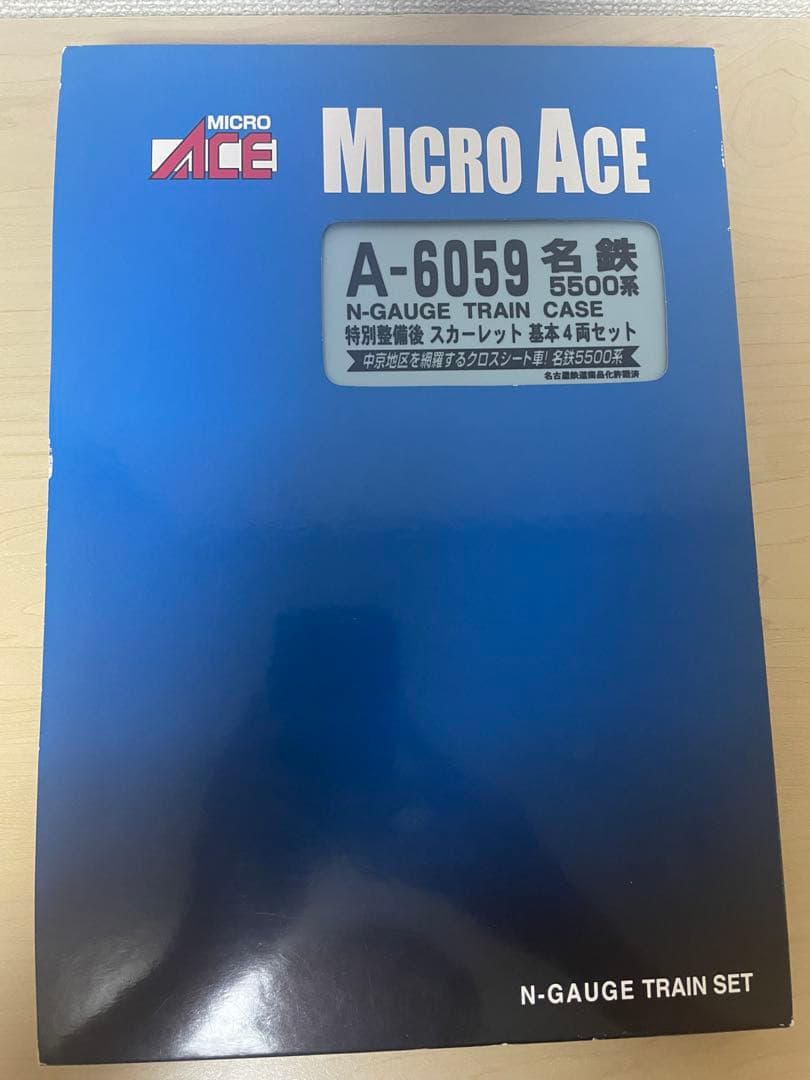 MICRO
ACE
MICRO ACE
A-6059 名鉄
5500系
N-GAUGE TRAIN CASE
特別整備後 スカーレット 基本4両セット
中京地区を網羅するクロスシート車! 名鉄5500系
名古屋鉄道商品化許諾済
N-GAUGE TRAIN SET